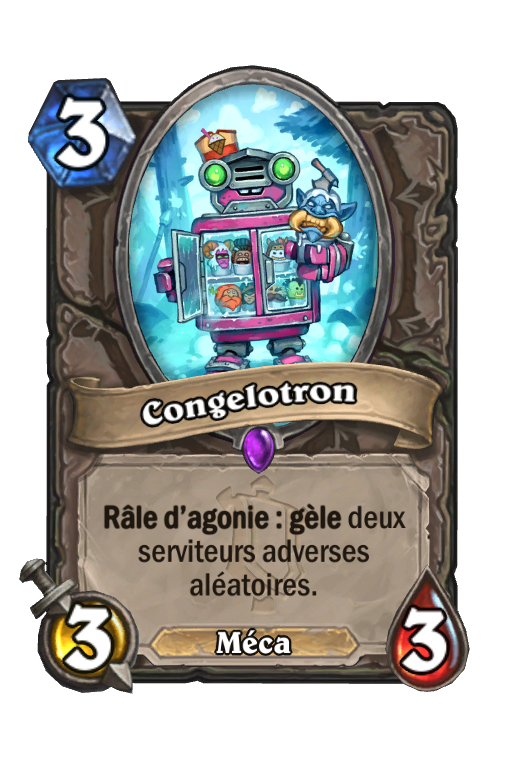 3
Congelotron
Râle d’agonie : gèle deux
serviteurs adverses
aléatoires.
3
Méca
3